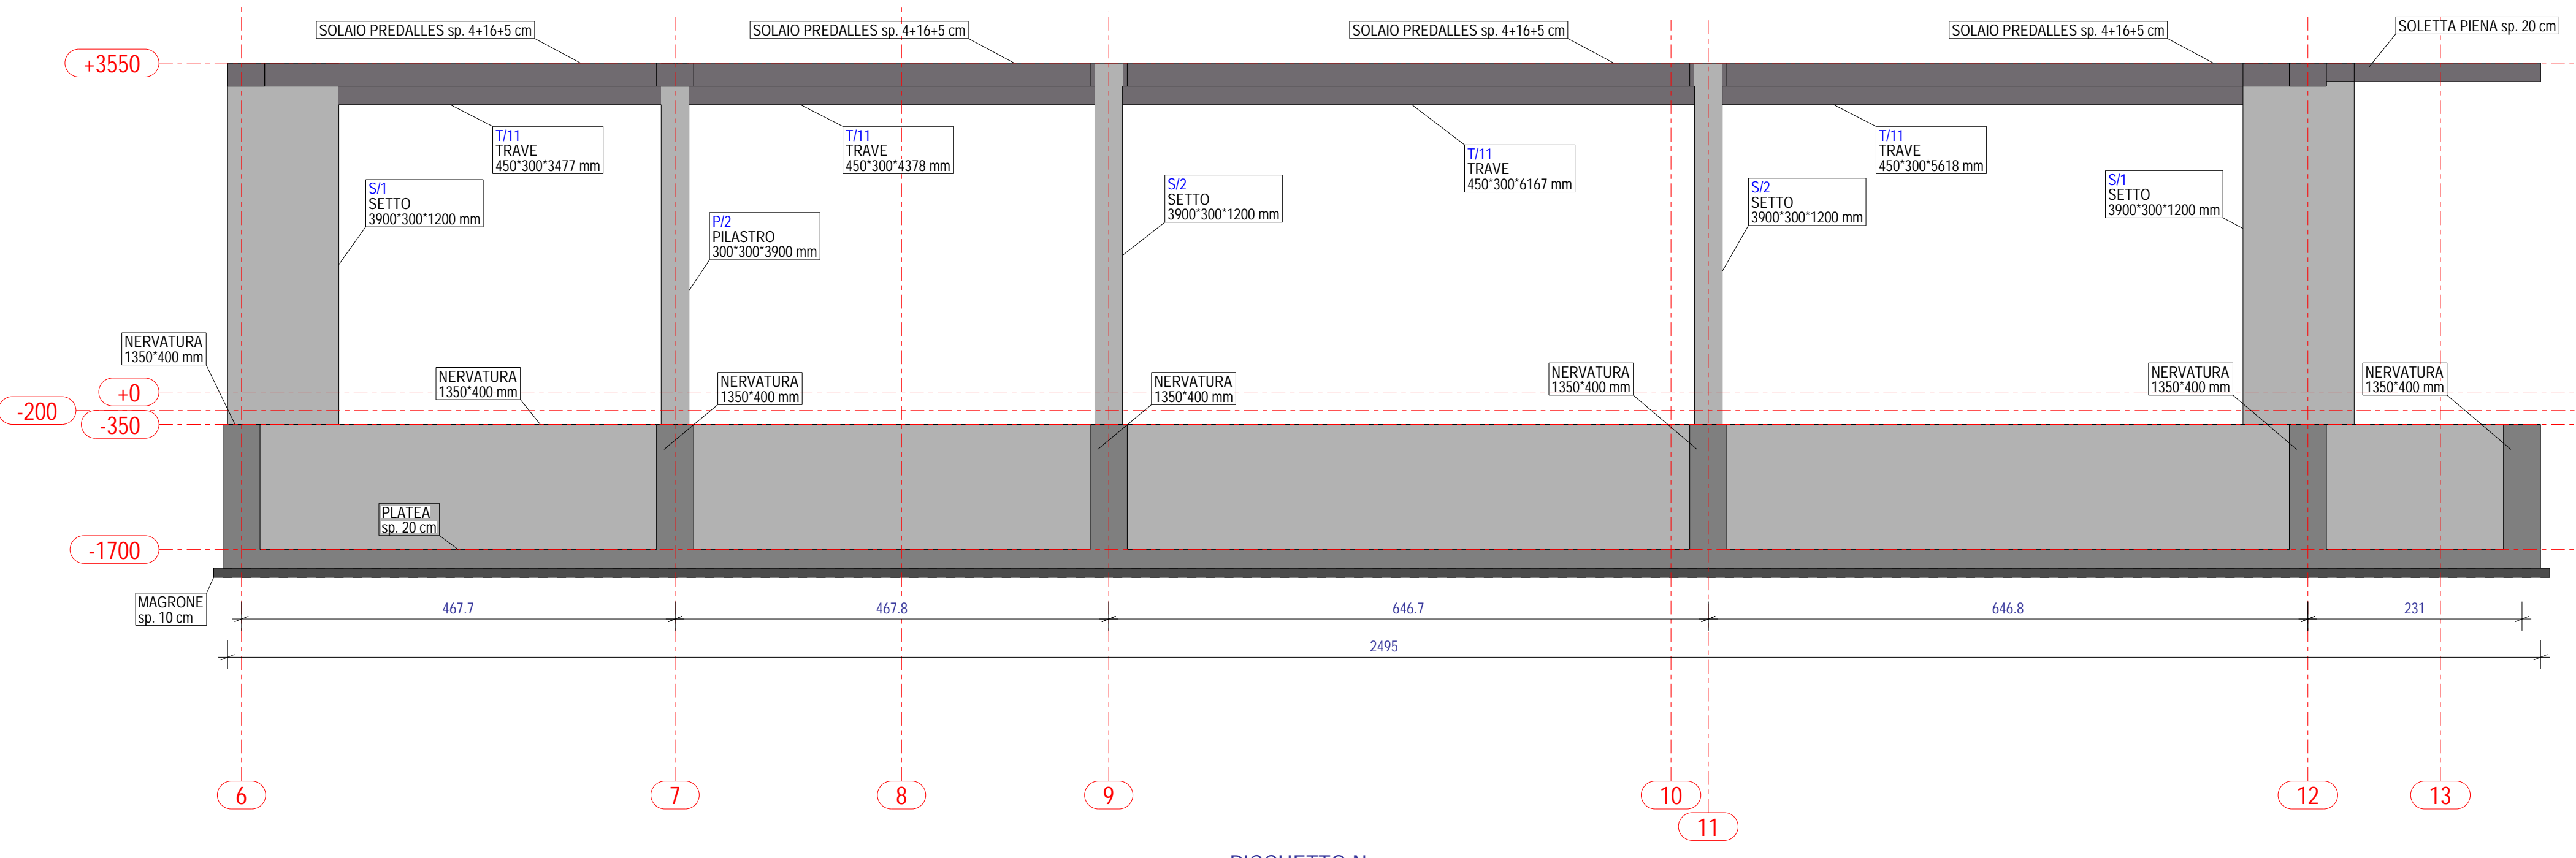 SOLAIO PREDALLES sp. 4+16+5 cm
SOLAIO PREDALLES sp. 4+16+5 cm
SOLAIO PREDALLES sp. 4+16+5 cm
SOLAIO PREDALLES sp. 4+16+5 cm
SOLETTA PIENA sp. 20 cm
+3550
T/11
TRAVE
450*300*3477 mm
T/11
TRAVE
450*300*4378 mm
T/11
TRAVE
450*300*6167 mm
T/11
TRAVE
450*300*5618 mm
S/1
SETTO
3900*300*1200 mm
P/2
PILASTRO
300*300*3900 mm
S/2
SETTO
3900*300*1200 mm
S/2
SETTO
3900*300*1200 mm
S/1
SETTO
3900*300*1200 mm
NERVATURA
1350*400 mm
NERVATURA
1350*400 mm
NERVATURA
1350*400 mm
NERVATURA
1350*400 mm
NERVATURA
1350*400 mm
NERVATURA
1350*400 mm
NERVATURA
1350*400 mm
+0
-200
-350
PLATEA
sp. 20 cm
-1700
MAGRONE
sp. 10 cm
467.7
467.8
646.7
646.8
231
2495
6
7
8
9
10
11
12
13